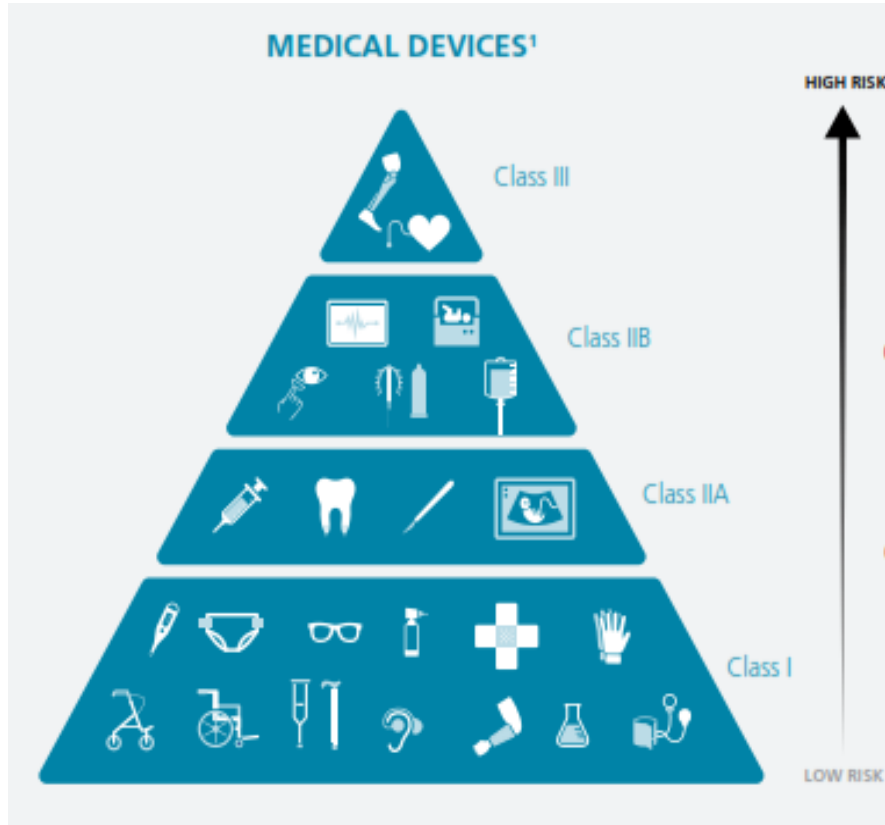 MEDICAL DEVICES¹
HIGH RISK
Class III
Class IIB
Class IIA
Class I
LOW RISK